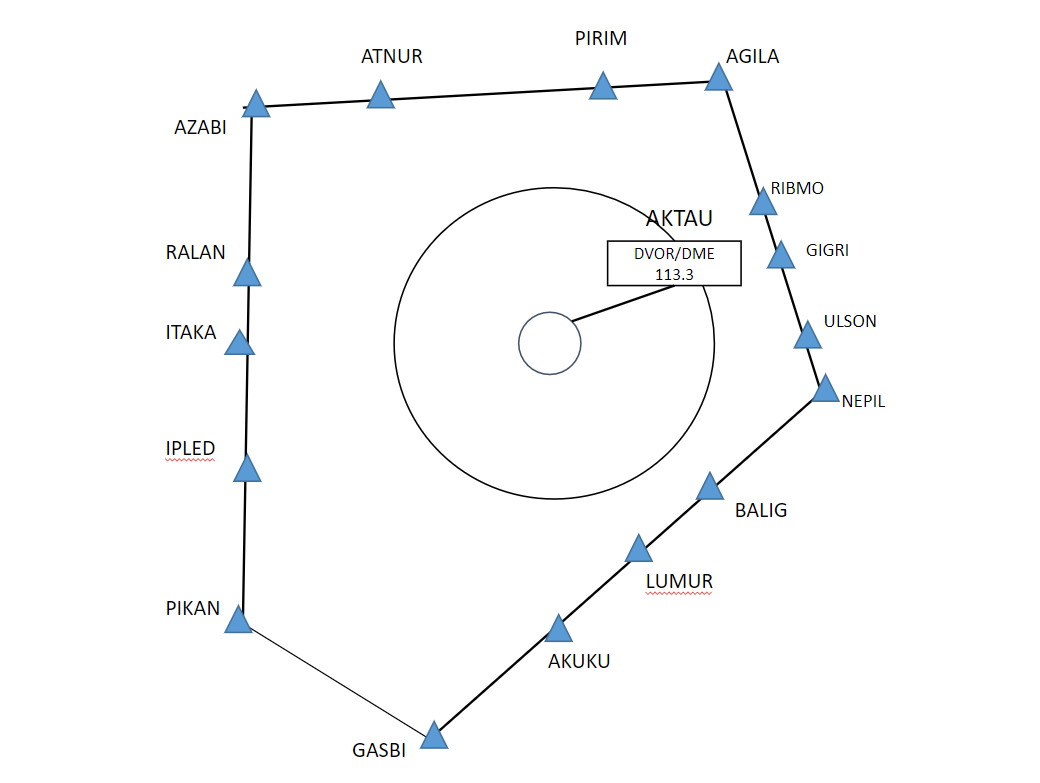 PIRIM
ATNUR
AGILA
AZABI
RIBMO
AKTAU
RALAN
DVOR/DME
113.3
GIGRI
ITAKA
ULSON
NEPIL
IPLED
BALIG
LUMUR
PIKAN
AKUKU
GASBI